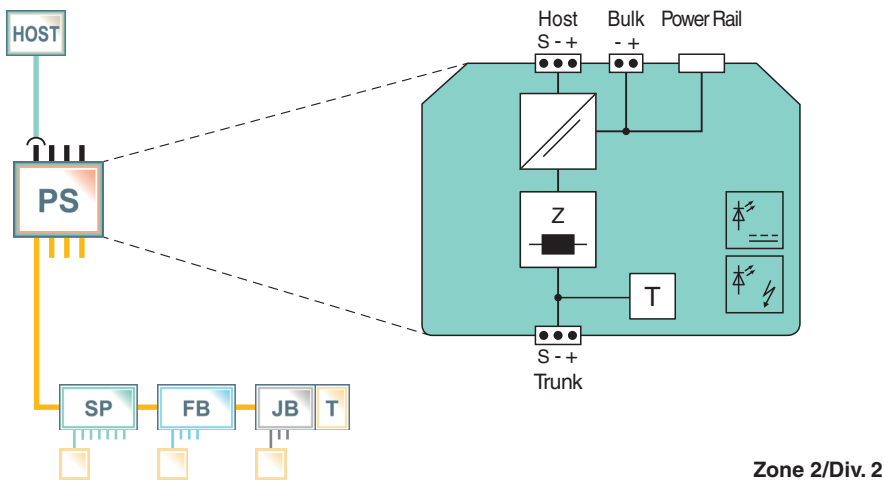 HOST
Host Bulk Power Rail
S - + - +
PS
Z
T
S - +
Trunk
SP FB JB T
Zone 2/Div. 2